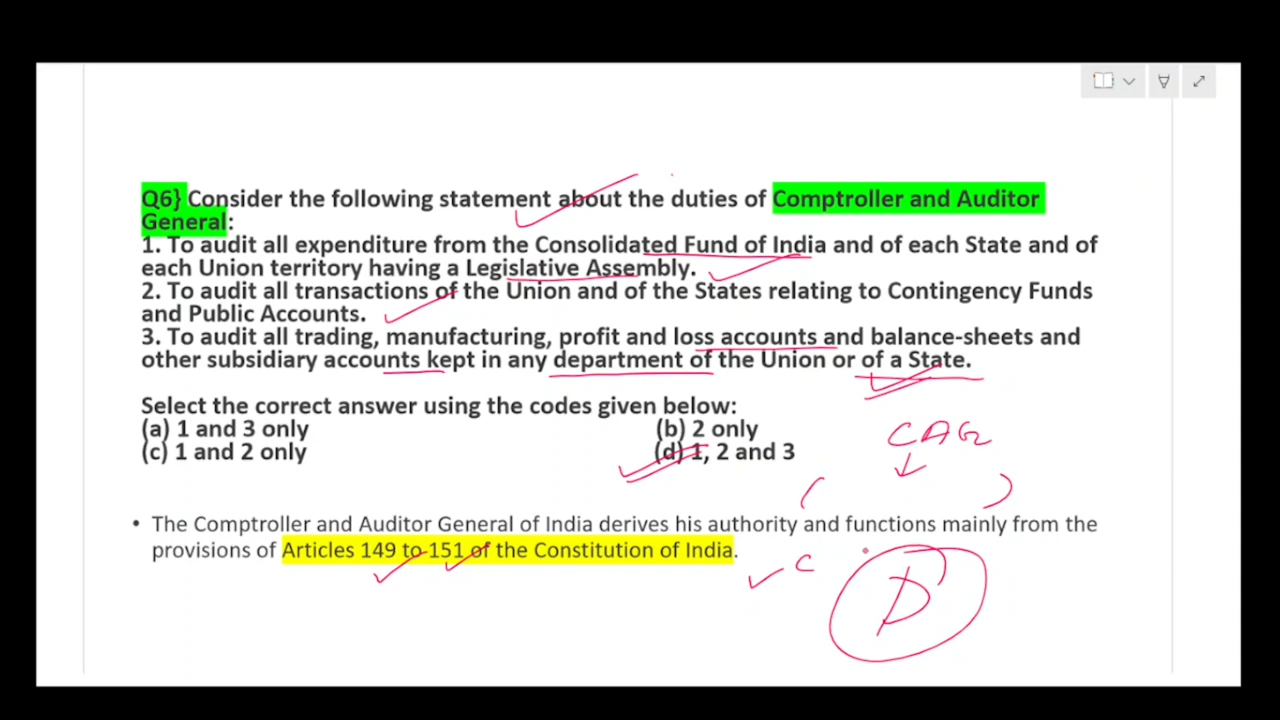 Q6} Consider the following statement about the duties of Comptroller and Auditor
General:
1. To audit all expenditure from the Consolidated Fund of India and of each State and of
each Union territory having a Legislative Assembly.
2. To audit all transactions of the Union and of the States relating to Contingency Funds
and Public Accounts.
3. To audit all trading, manufacturing, profit and loss accounts and balance-sheets and
other subsidiary accounts kept in any department of the Union or of a State.
Select the correct answer using the codes given below:
(a) 1 and 3 only (b) 2 only
(c) 1 and 2 only (d) 1, 2 and 3
CAG
( )
• The Comptroller and Auditor General of India derives his authority and functions mainly from the
provisions of Articles 149 to 151 of the Constitution of India.
C
D